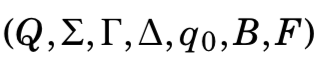 (Q, Σ, Γ, Δ, q₀, B, F)